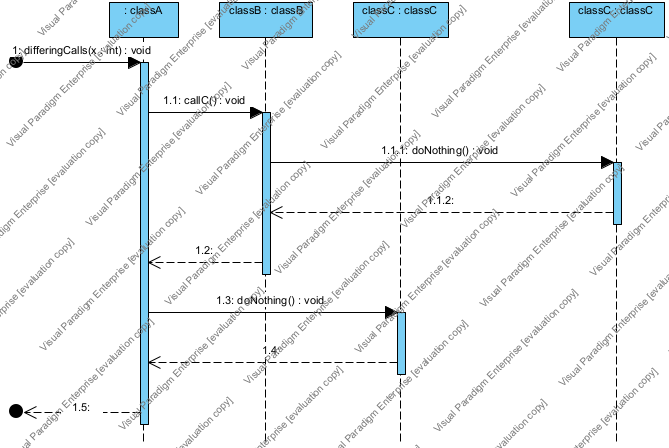 : classA
classB : classB
classC : classC
classC : classC
1: differingCalls(x : int) : void
1.1: callC() : void
1.1.1: doNothing() : void
1.1.2:
1.2:
1.3: doNothing() : void
1.4:
1.5:
Visual Paradigm Enterprise [evaluation copy]